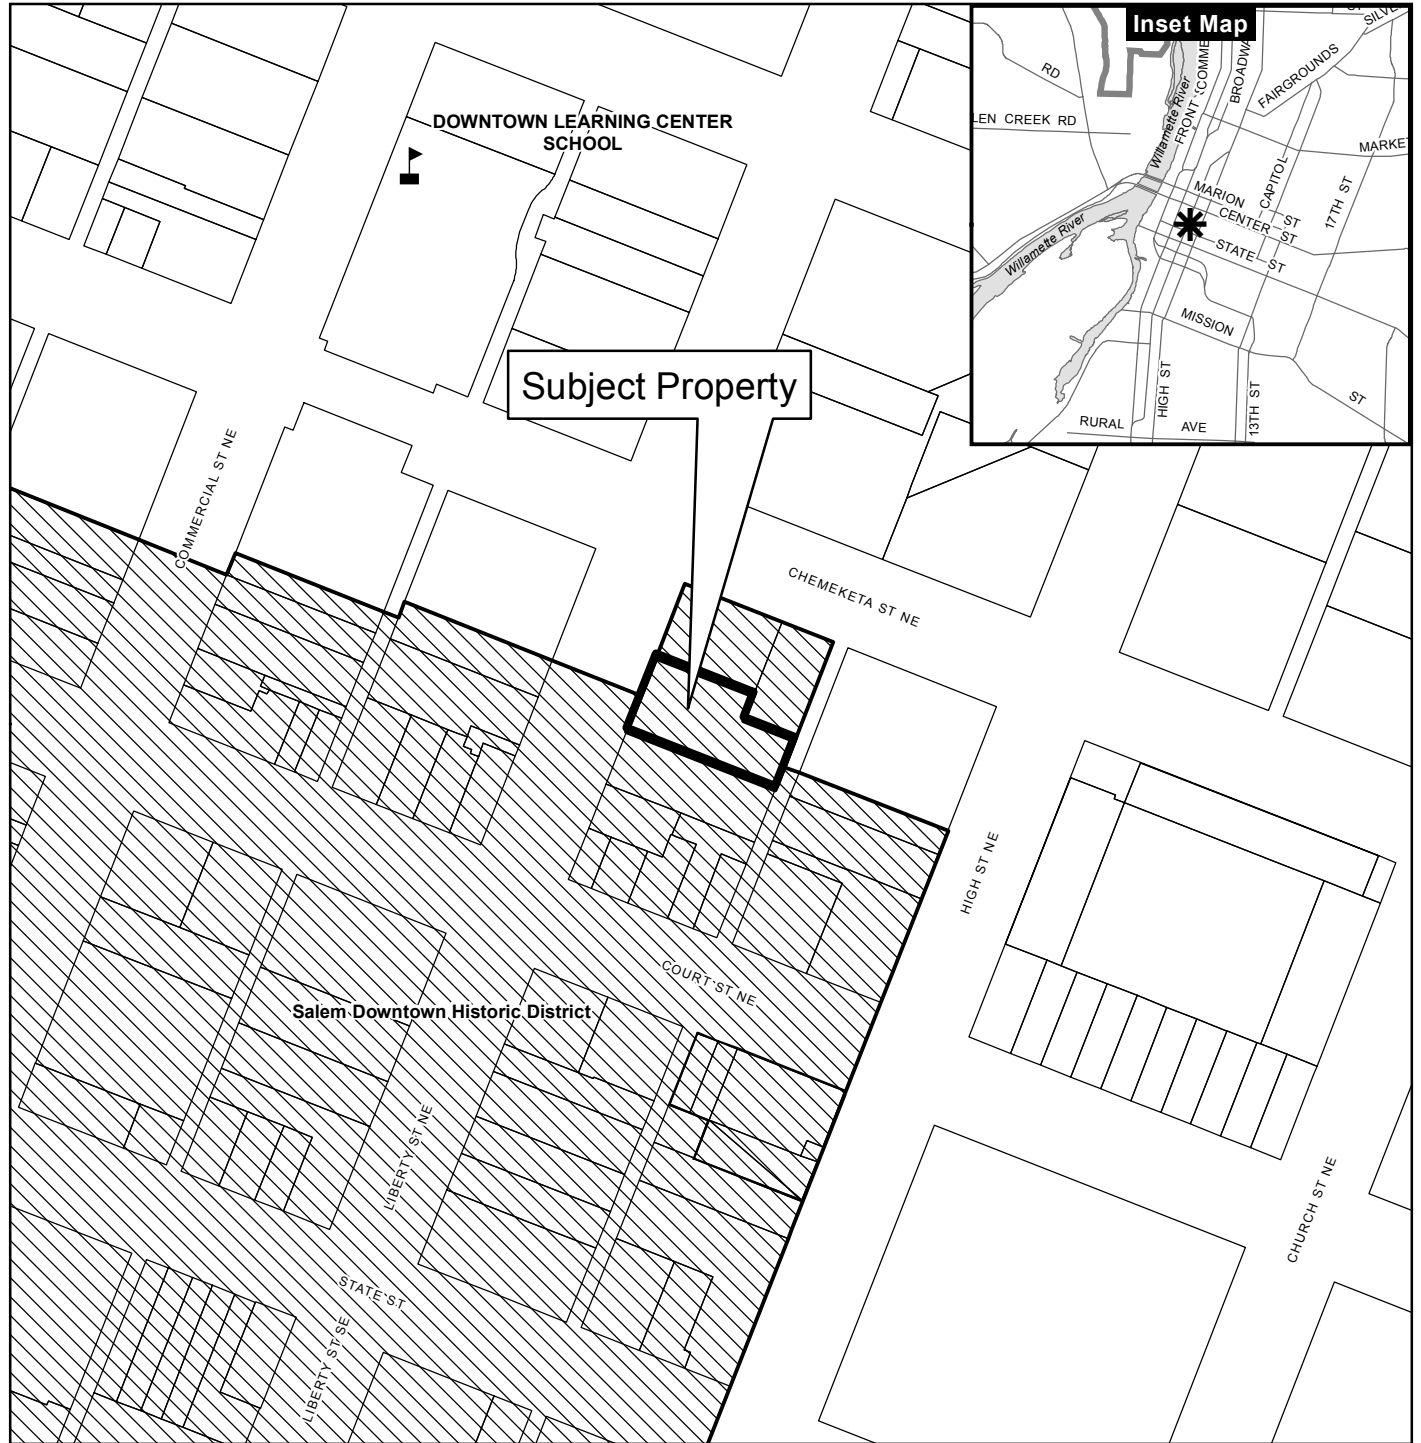 Inset Map
SILVE
RD
COMME
BROADWA
FAIRGROUNDS
LEN CREEK RD
Willamette River
FRONT
MARKET
CAPITOL
17TH ST
MARION ST
CENTER ST
STATE ST
Willamette River
MISSION ST
HIGH ST
13TH ST
RURAL AVE
DOWNTOWN LEARNING CENTER
SCHOOL
Subject Property
COMMERCIAL ST NE
CHEMEKETA ST NE
HIGH ST NE
COURT ST NE
Salem Downtown Historic District
LIBERTY ST NE
CHURCH ST NE
STATE ST
LIBERTY ST SE